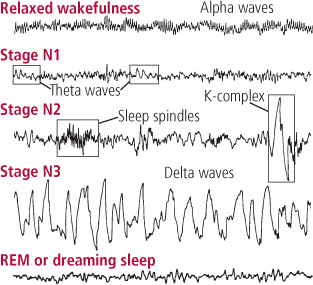 Relaxed wakefulness Alpha waves
Stage N1
Theta waves
Stage N2
K-complex
Sleep spindles
Stage N3 Delta waves
REM or dreaming sleep